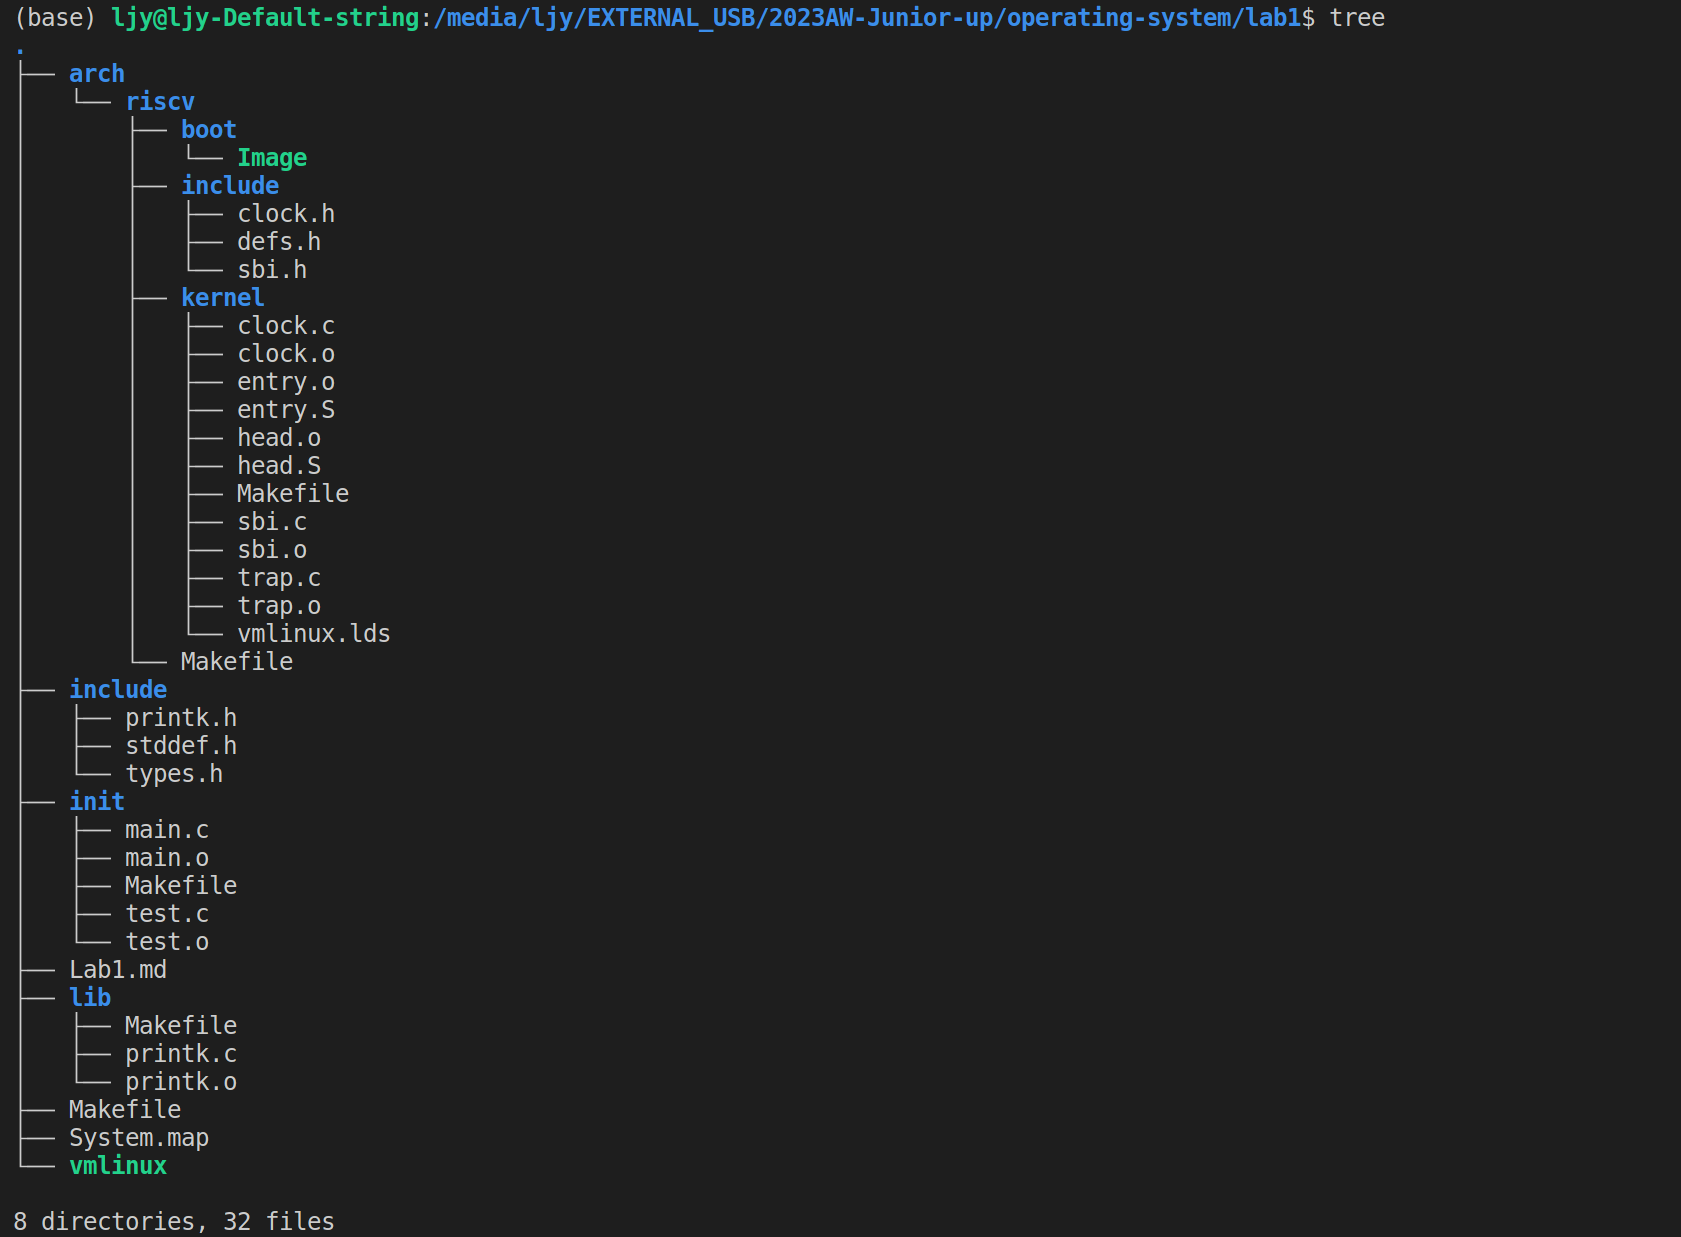 (base) ljy@ljy-Default-string:/media/ljy/EXTERNAL_USB/2023AW-Junior-up/operating-system/lab1$ tree
.
├── arch
│   └── riscv
│       ├── boot
│       │   └── Image
│       ├── include
│       │   ├── clock.h
│       │   ├── defs.h
│       │   └── sbi.h
│       ├── kernel
│       │   ├── clock.c
│       │   ├── clock.o
│       │   ├── entry.o
│       │   ├── entry.S
│       │   ├── head.o
│       │   ├── head.S
│       │   ├── Makefile
│       │   ├── sbi.c
│       │   ├── sbi.o
│       │   ├── trap.c
│       │   ├── trap.o
│       │   └── vmlinux.lds
│       └── Makefile
├── include
│   ├── printk.h
│   ├── stddef.h
│   └── types.h
├── init
│   ├── main.c
│   ├── main.o
│   ├── Makefile
│   ├── test.c
│   └── test.o
├── Lab1.md
├── lib
│   ├── Makefile
│   ├── printk.c
│   └── printk.o
├── Makefile
├── System.map
└── vmlinux
8 directories, 32 files